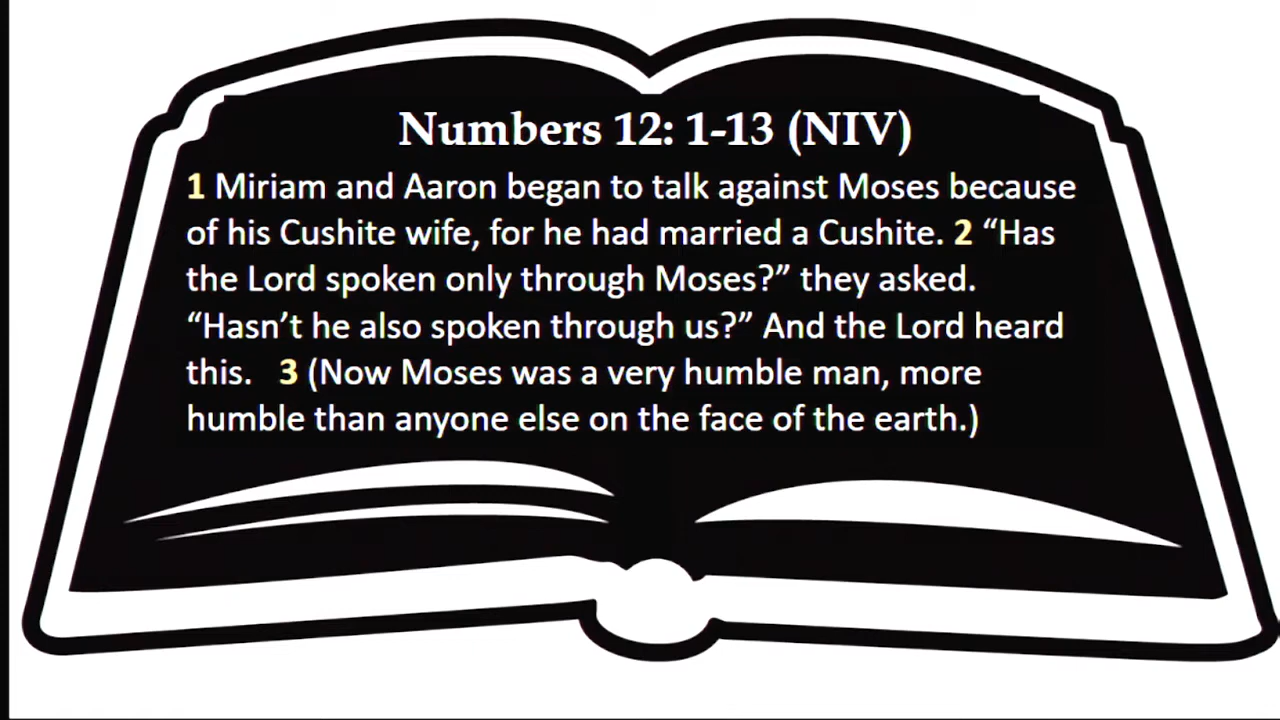 Numbers 12: 1-13 (NIV)
1 Miriam and Aaron began to talk against Moses because
of his Cushite wife, for he had married a Cushite. 2 “Has
the Lord spoken only through Moses?” they asked.
“Hasn’t he also spoken through us?” And the Lord heard
this. 3 (Now Moses was a very humble man, more
humble than anyone else on the face of the earth.)